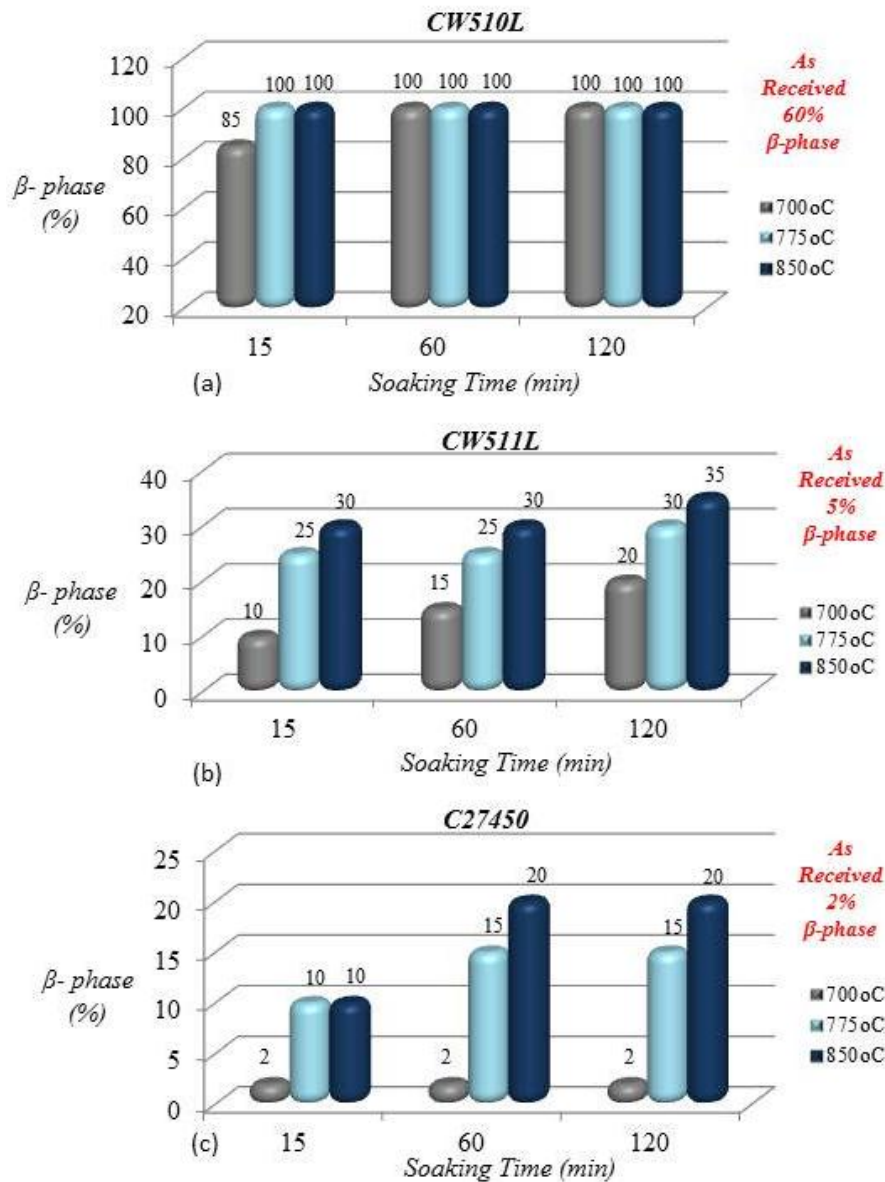 CW510L
120
100
80
60
40
20
β- phase
(%)
85
100
100
100
100
100
100
100
100
15
60
120
As
Received
60%
β-phase
700oC
775oC
850oC
(a)
Soaking Time (min)
CW511L
40
30
20
10
0
β- phase
(%)
10
25
30
15
25
30
20
30
35
15
60
120
As
Received
5%
β-phase
700oC
775oC
850oC
(b)
Soaking Time (min)
C27450
25
20
15
10
5
0
β- phase
(%)
2
10
10
2
15
20
2
15
20
15
60
120
As
Received
2%
β-phase
700oC
775oC
850oC
(c)
Soaking Time (min)